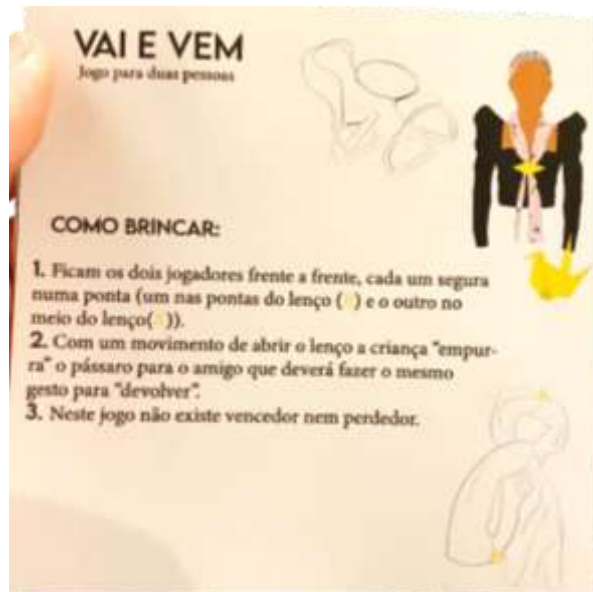 VAI E VEM
Jogo para duas pessoas
COMO BRINCAR:
1. Ficam os dois jogadores frente a frente, cada um segura
numa ponta (um nas pontas do lenço ( ) e o outro no
meio do lenço( )).
2. Com um movimento de abrir o lenço a criança "empur-
ra" o pássaro para o amigo que deverá fazer o mesmo
gesto para "devolver".
3. Neste jogo não existe vencedor nem perdedor.